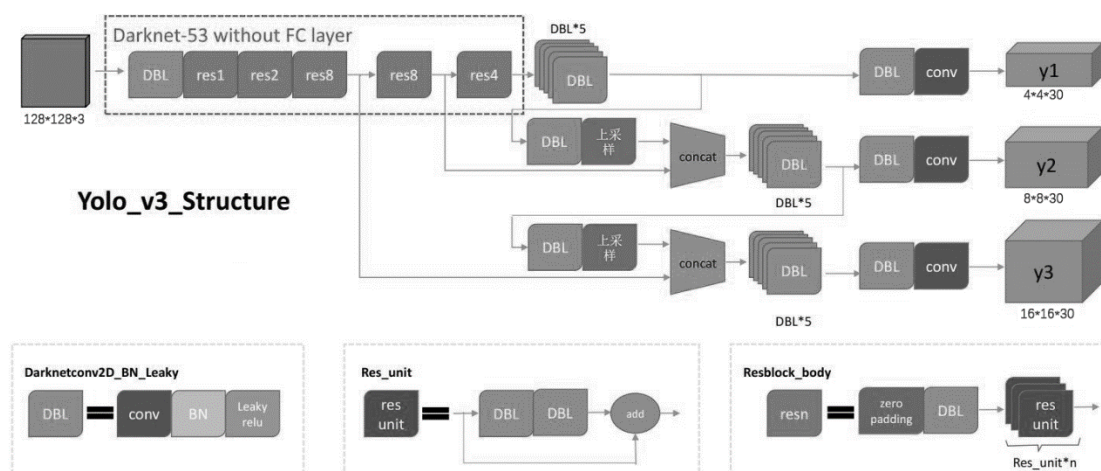 Darknet-53 without FC layer
DBL*5
DBL
res1
res2
res8
res8
res4
DBL
DBL
conv
y1
128*128*3
4*4*30
DBL
上采
样
concat
DBL
DBL
conv
y2
Yolo_v3_Structure
DBL*5
8*8*30
DBL
上采
样
concat
DBL
DBL
conv
y3
DBL*5
16*16*30
Darknetconv2D_BN_Leaky
DBL
conv
BN
Leaky
relu
Res_unit
res
unit
DBL
DBL
add
Resblock_body
resn
zero
padding
DBL
res
unit
Res_unit*n